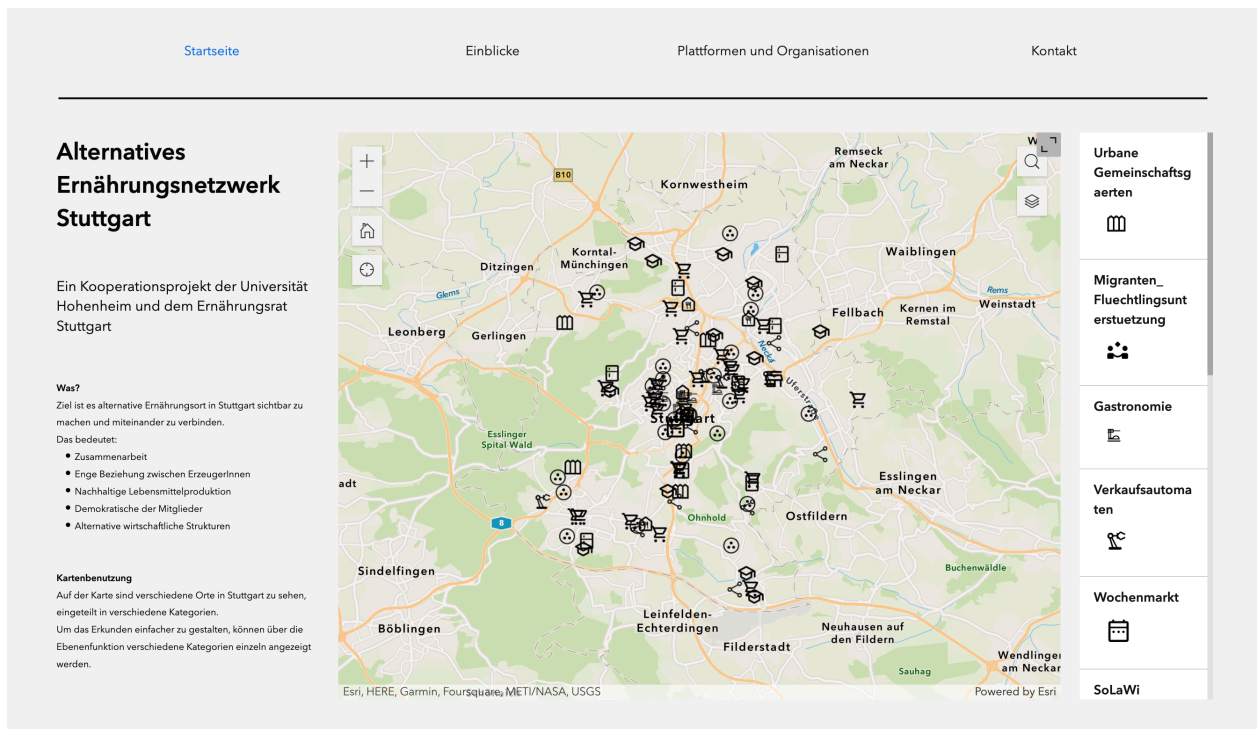 Startseite
Einblicke
Plattformen und Organisationen
Kontakt
Alternatives
Ernährungsnetzwerk
Stuttgart
Ein Kooperationsprojekt der Universität
Hohenheim und dem Ernährungsrat
Stuttgart
Was?
Ziel ist es alternative Ernährungsort in Stuttgart sichtbar zu
machen und miteinander zu verbinden.
Das bedeutet:
Zusammenarbeit
Enge Beziehung zwischen ErzeugerInnen
Nachhaltige Lebensmittelproduktion
Demokratische der Mitglieder
Alternative wirtschaftliche Strukturen
Kartenbenutzung
Auf der Karte sind verschiedene Orte in Stuttgart zu sehen,
eingeteilt in verschiedene Kategorien.
Um das Erkunden einfacher zu gestalten, können über die
Ebenenfunktion verschiedene Kategorien einzeln angezeigt
werden.
Remseck
am Neckar
B10
Kornwestheim
Korntal-
Münchingen
Ditzingen
Waiblingen
Glems
Rems
Weinstadt
Kernen im
Remstal
Fellbach
Leonberg
Gerlingen
Stuttgart
Esslinger
Spital Wald
Esslingen
am Neckar
adt
8
Ohnhold
Ostfildern
Sindelfingen
Buchenwäldle
Leinfelden-
Echterdingen
Böblingen
Neuhausen auf
den Fildern
Filderstadt
Wendlingen
am Neckar
Sauhag
Esri, HERE, Garmin, Foursquare, METI/NASA, USGS
Powered by Esri
Urbane
Gemeinschaftsg
aerten
Migranten_
Fluechtlingsunt
erstuetzung
Gastronomie
Verkaufsautoma
ten
Wochenmarkt
SoLaWi